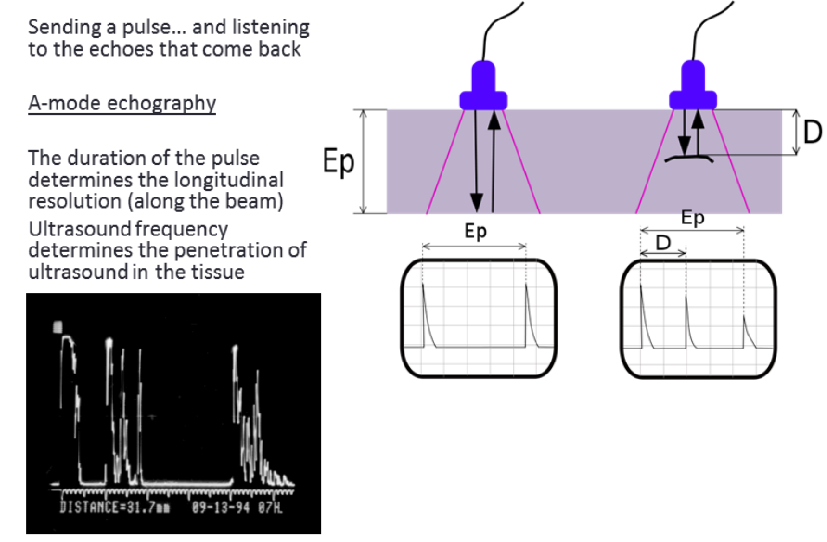 Sending a pulse... and listening
to the echoes that come back
A-mode echography
The duration of the pulse
determines the longitudinal
resolution (along the beam)
Ultrasound frequency
determines the penetration of
ultrasound in the tissue
Ep
D
Ep
Ep
D
DISTANCE=31.7mm 09-13-94 07H